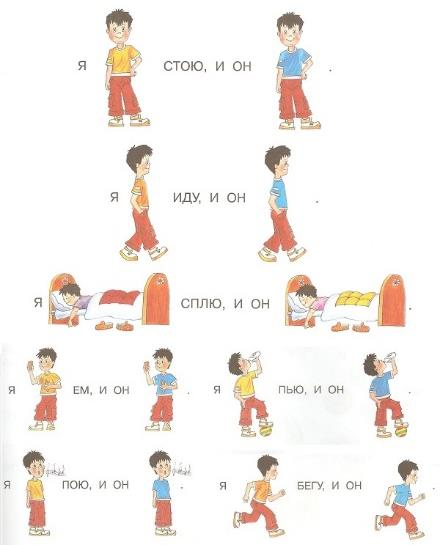 Я СТОЮ, И ОН .
Я ИДУ, И ОН .
Я СПЛЮ, И ОН .
Я ЕМ, И ОН .
Я ПЬЮ, И ОН .
Я ПОЮ, И ОН .
Я БЕГУ, И ОН .